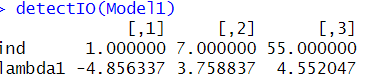 > detectIO(Model1)
[,1] [,2] [,3]
ind 1.000000 7.000000 55.000000
lambda1 -4.856337 3.758837 4.552047